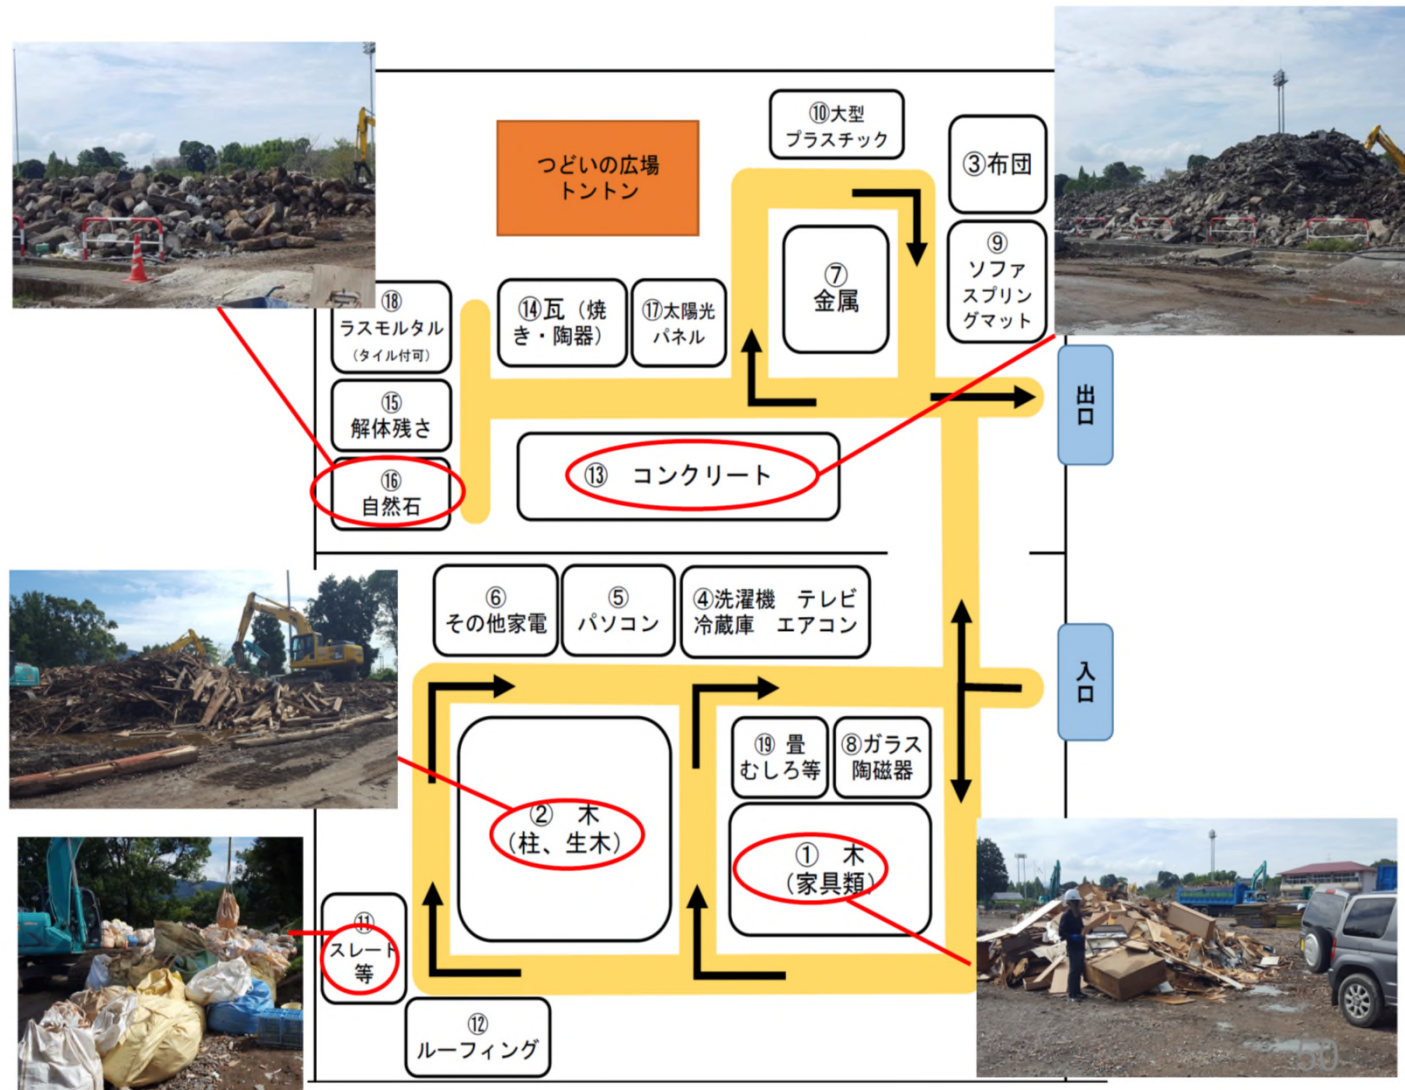 ⑩大型
プラスチック
③布団
つどいの広場
トントン
⑨
ソファ
スプリン
グマット
⑦
金属
⑱
ラスモルタル
（タイル付可）
⑭瓦（焼
き・陶器）
⑰太陽光
パネル
出口
⑮
解体残さ
⑬　コンクリート
⑯
自然石
⑥
その他家電
⑤
パソコン
④洗濯機　テレビ
冷蔵庫　エアコン
入口
⑲ 畳
むしろ等
⑧ガラス
陶磁器
②　木
（柱、生木）
①　木
（家具類）
⑪
スレート
等
⑫
ルーフィング
50